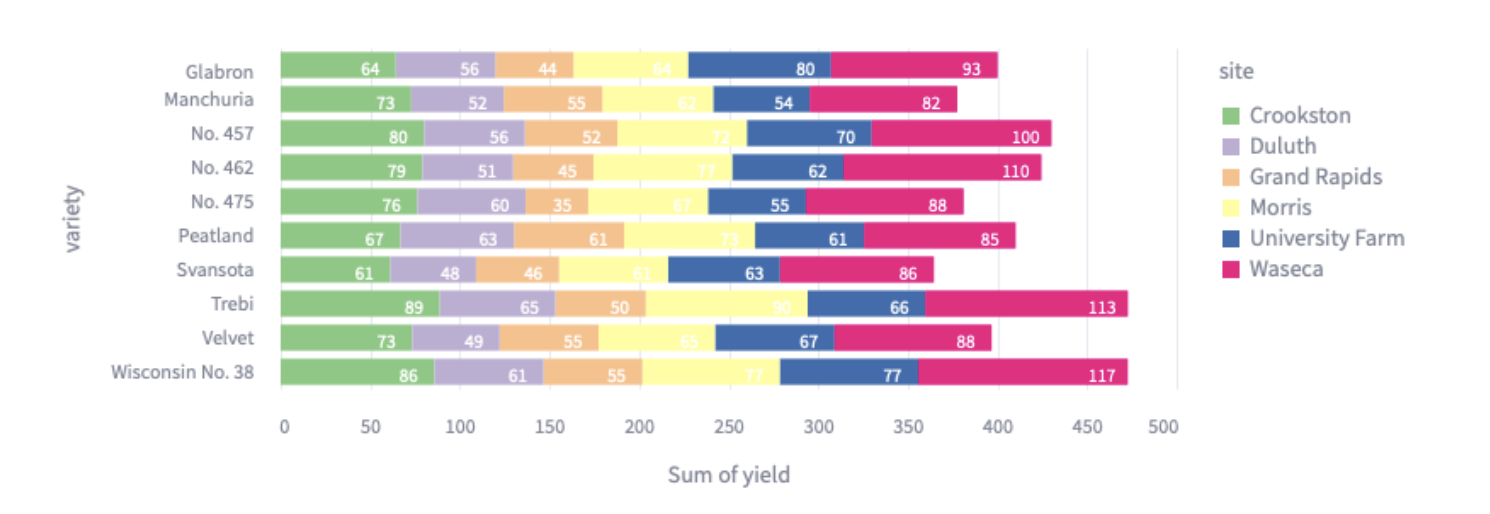 Glabron 64 56 44 64 80 93
Manchuria 73 52 55 62 54 82
No. 457 80 56 52 72 70 100
No. 462 79 51 45 77 62 110
No. 475 76 60 35 67 55 88
Peatland 67 63 61 73 61 85
Svansota 61 48 46 61 63 86
Trebi 89 65 50 90 66 113
Velvet 73 49 55 65 67 88
Wisconsin No. 38 86 61 55 77 77 117
variety
0 50 100 150 200 250 300 350 400 450 500
Sum of yield
site
Crookston
Duluth
Grand Rapids
Morris
University Farm
Waseca